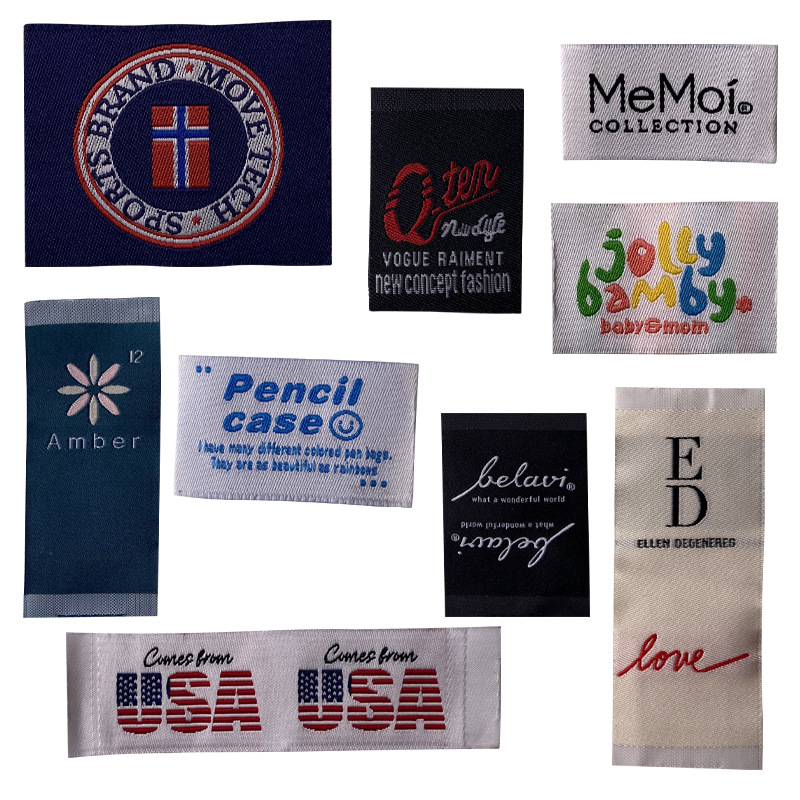 SPORTS BRAND * MOVE TECH *
MeMoí®
COLLECTION
Q·ten
New Life
VOGUE RAIMENT
new concept fashion
jolly
bamby
baby&mom
12
Amber
"Pencil
case
I have many different colored pen bags.
They are as beautiful as rainbows
...
belavi®
what a wonderful world
what a wonderful world
belavi®
E
D
ELLEN DEGENERES
love
Comes from
USA
Comes from
USA